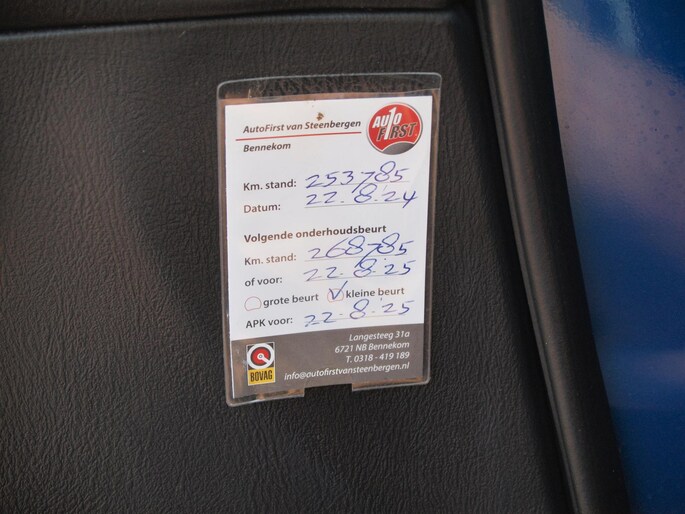 AutoFirst van Steenbergen
Bennekom
AUTO
FIRST
Km. stand: 253785
Datum: 22.8.24
Volgende onderhoudsbeurt
Km. stand: 268785
of voor: 22.8.25
grote beurt V kleine beurt
APK voor: 22.8.25
Langesteeg 31a
6721 NB Bennekom
T. 0318 - 419 189
info@autofirstvansteenbergen.nl
BOVAG